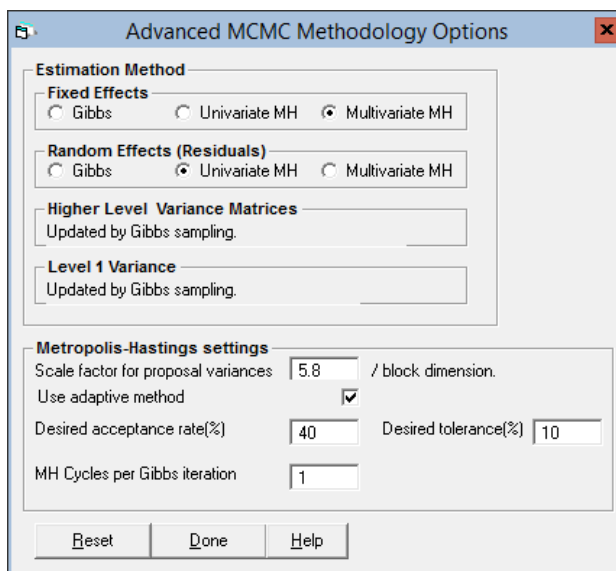 Advanced MCMC Methodology Options
Estimation Method
Fixed Effects
Gibbs Univariate MH Multivariate MH
Random Effects (Residuals)
Gibbs Univariate MH Multivariate MH
Higher Level Variance Matrices
Updated by Gibbs sampling.
Level 1 Variance
Updated by Gibbs sampling.
Metropolis-Hastings settings
Scale factor for proposal variances 5.8 / block dimension.
Use adaptive method
Desired acceptance rate(%) 40 Desired tolerance(%) 10
MH Cycles per Gibbs iteration 1
Reset Done Help